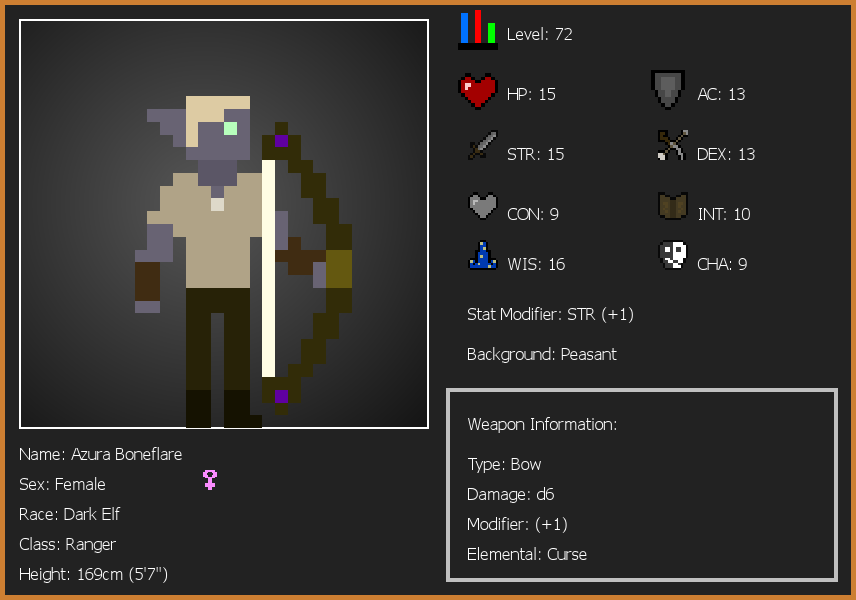 Level: 72
HP: 15
AC: 13
STR: 15
DEX: 13
CON: 9
INT: 10
WIS: 16
CHA: 9
Stat Modifier: STR (+1)
Background: Peasant
Weapon Information:
Type: Bow
Damage: d6
Modifier: (+1)
Elemental: Curse
Name: Azura Boneflare
Sex: Female
Race: Dark Elf
Class: Ranger
Height: 169cm (5'7")